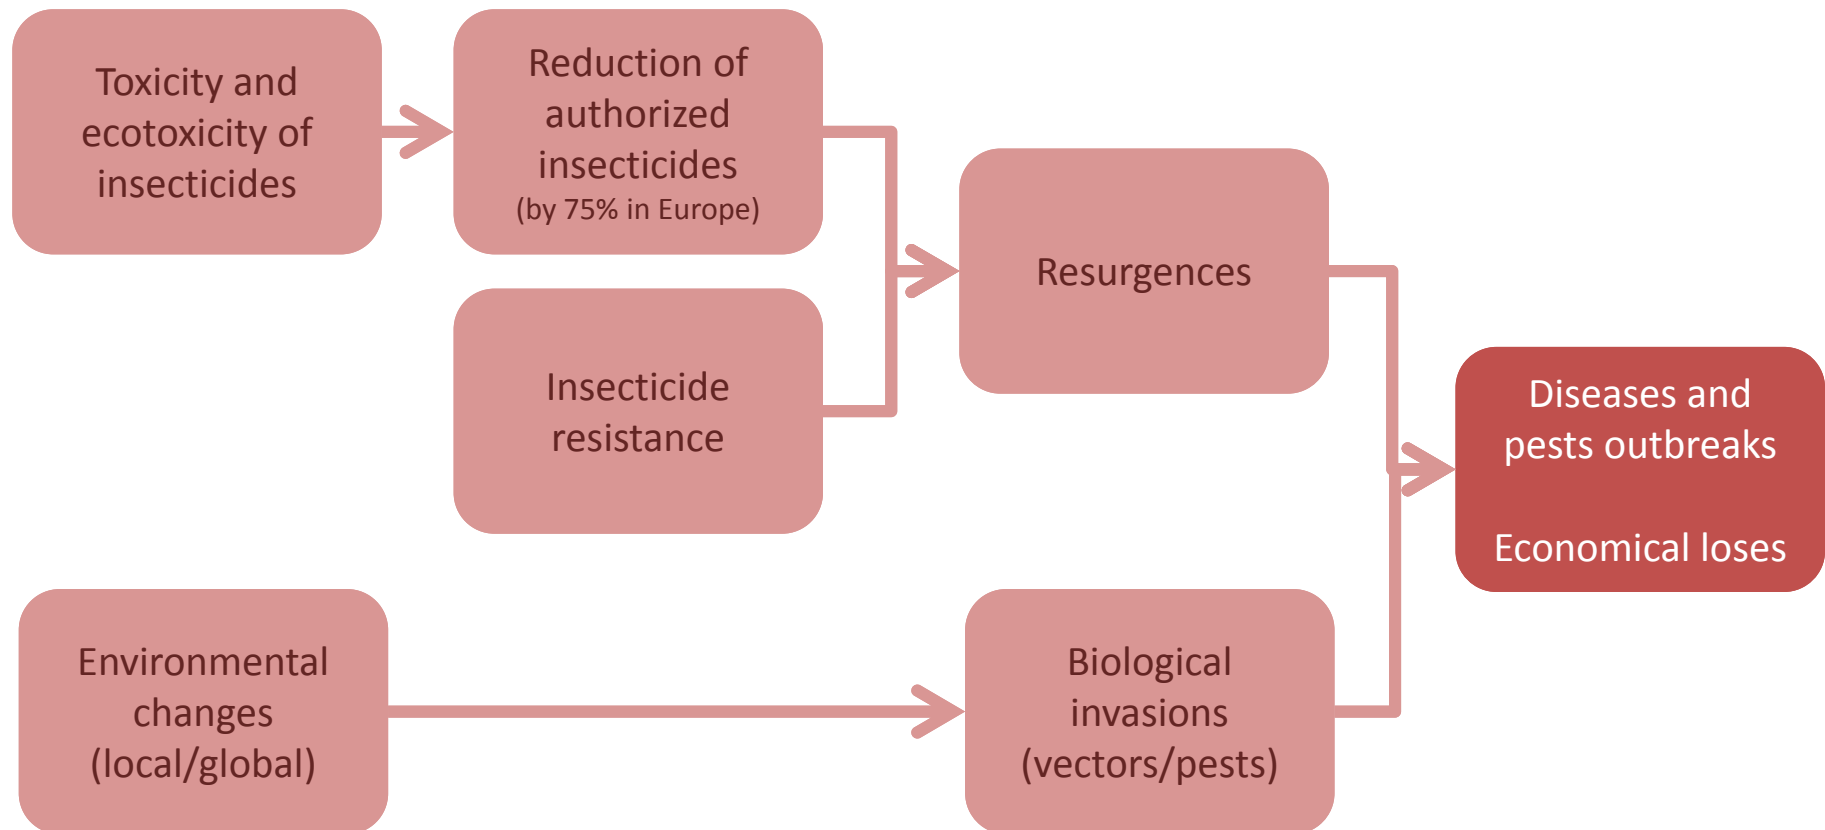 Toxicity and
ecotoxicity of
insecticides
Reduction of
authorized
insecticides
(by 75% in Europe)
Insecticide
resistance
Resurgences
Diseases and
pests outbreaks
Economical loses
Environmental
changes
(local/global)
Biological
invasions
(vectors/pests)